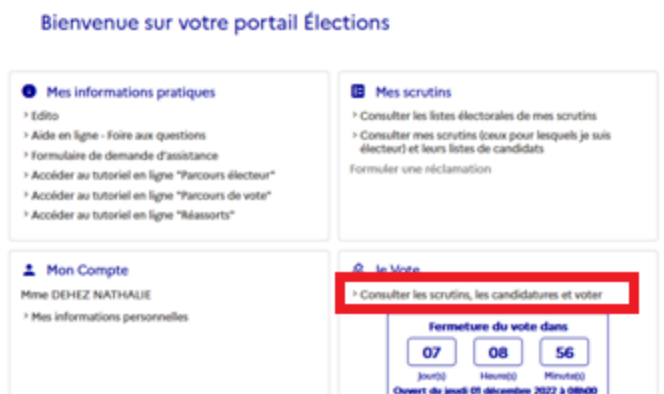 Bienvenue sur votre portail Élections
Mes informations pratiques
> Edito
> Aide en ligne - Foire aux questions
> Formulaire de demande d'assistance
> Accéder au tutoriel en ligne "Parcours électeur"
> Accéder au tutoriel en ligne "Parcours de vote"
> Accéder au tutoriel en ligne "Réassorts"
Mes scrutins
> Consulter les listes électorales de mes scrutins
> Consulter mes scrutins (ceux pour lesquels je suis
électeur) et leurs listes de candidats
Formuler une réclamation
Mon Compte
Mme DEHEZ NATHALIE
> Mes informations personnelles
Je Vote
> Consulter les scrutins, les candidatures et voter
Fermeture du vote dans
07 08 56
Jour(s) Heure(s) Minute(s)
Ouvert du jeudi 01 décembre 2022 à 08h00